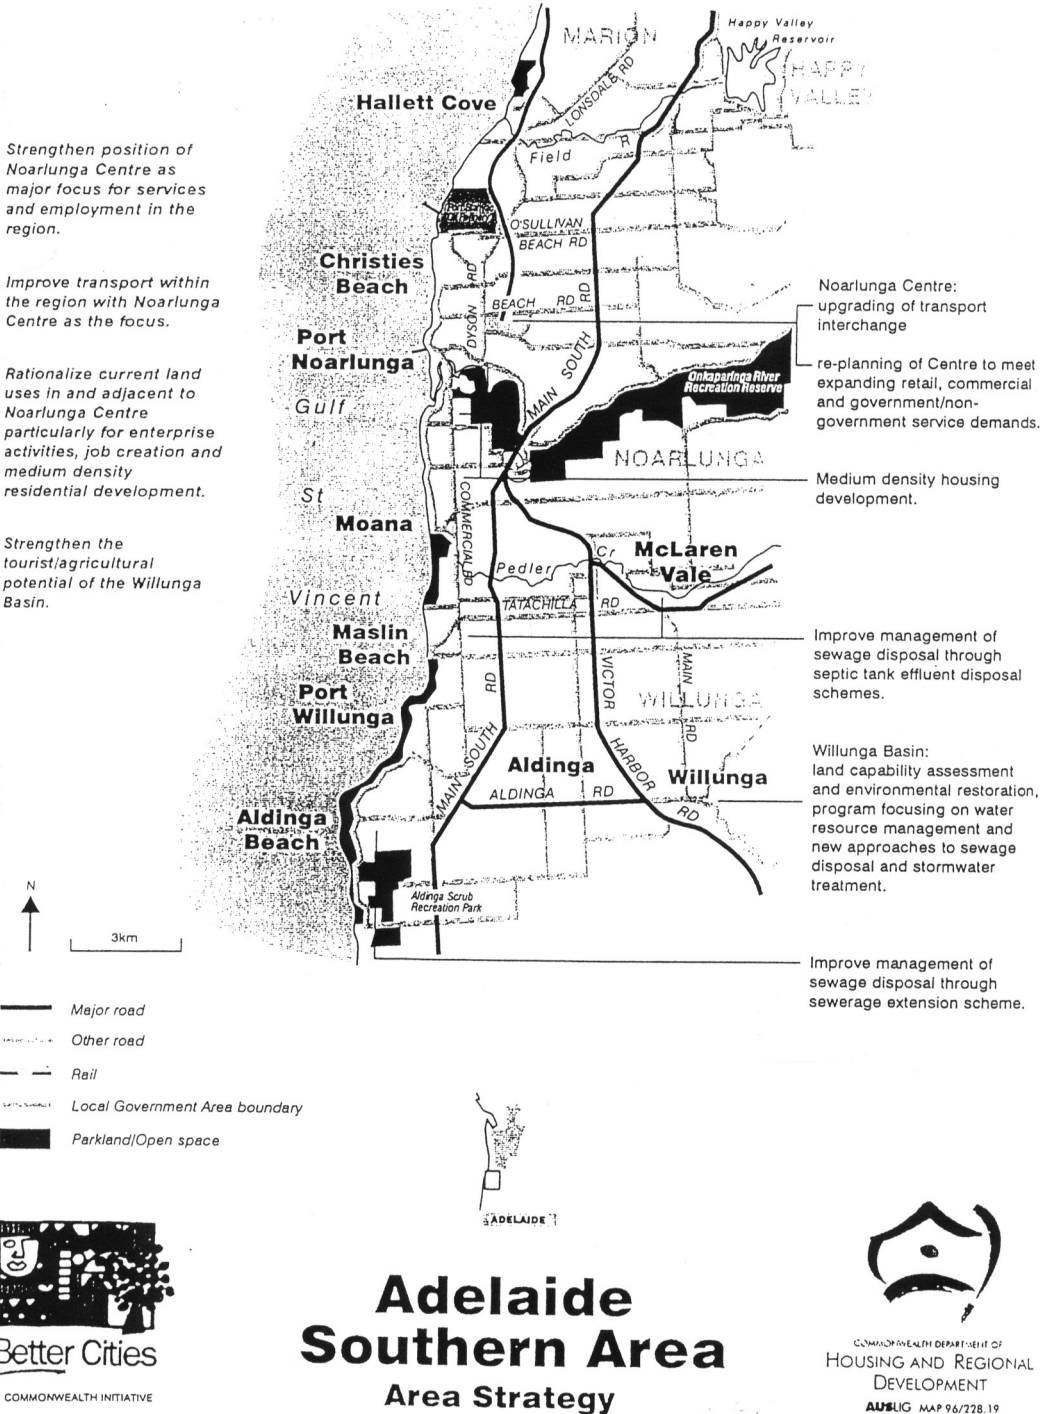 Happy Valley
Reservoir
MARION
HAPPY
VALLEY
LONSDALE RD
Hallett Cove
Field
R
Strengthen position of
Noarlunga Centre as
major focus for services
and employment in the
region.
O'SULLIVAN
BEACH RD
Christies
Beach
Improve transport within
the region with Noarlunga
Centre as the focus.
DYSON RD
BEACH RD
Port
Noarlunga
MAIN SOUTH RD
Noarlunga Centre:
upgrading of transport
interchange
re-planning of Centre to meet
expanding retail, commercial
and government/non-
government service demands.
Onkaparinga River
Recreation Reserve
Rationalize current land
uses in and adjacent to
Noarlunga Centre
particularly for enterprise
activities, job creation and
medium density
residential development.
Gulf
St
Vincent
NOARLUNGA
Medium density housing
development.
Moana
COMMERCIAL RD
Strengthen the
tourist/agricultural
potential of the Willunga
Basin.
Pedler
Cr
McLaren
Vale
TATACHILLA RD
Maslin
Beach
Improve management of
sewage disposal through
septic tank effluent disposal
schemes.
Port
Willunga
MAIN SOUTH RD
VICTOR
HARBOR
RD
MAIN
RD
WILLUNGA
Aldinga
Willunga
ALDINGA RD
Willunga Basin:
land capability assessment
and environmental restoration,
program focusing on water
resource management and
new approaches to sewage
disposal and stormwater
treatment.
Aldinga
Beach
Aldinga Scrub
Recreation Park
N
3km
Improve management of
sewage disposal through
sewerage extension scheme.
Major road
Other road
Rail
Local Government Area boundary
Parkland/Open space
ADELAIDE
Better Cities
COMMONWEALTH INITIATIVE
Adelaide
Southern Area
Area Strategy
COMMONWEALTH DEPARTMENT OF
HOUSING AND REGIONAL
DEVELOPMENT
AUSLIG MAP 96/228.19